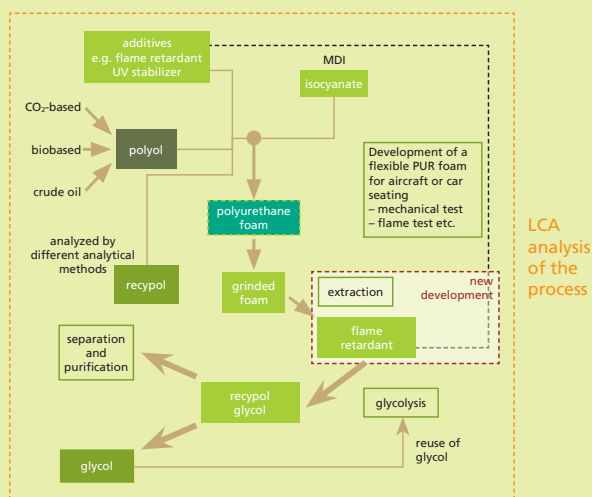 additives
e.g. flame retardant
UV stabilizer
MDI
isocyanate
CO₂-based
biobased
crude oil
polyol
Development of a
flexible PUR foam
for aircraft or car
seating
– mechanical test
– flame test etc.
polyurethane
foam
analyzed by
different analytical
methods
recypol
grinded
foam
extraction
new
development
flame
retardant
LCA
analysis
of the
process
separation
and
purification
recypol
glycol
glycolysis
reuse of
glycol
glycol